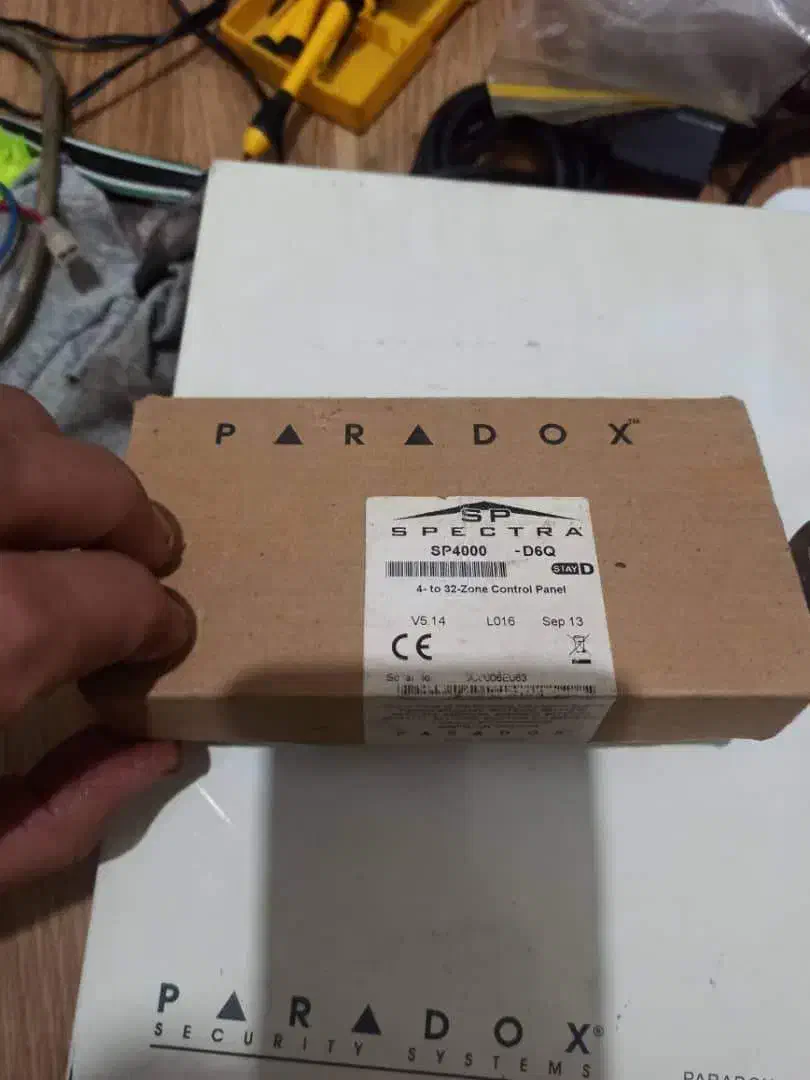 PARADOX™
SP
SPECTRA
SP4000 -D6Q
STAY D
4- to 32-Zone Control Panel
V5.14 L016 Sep 13
CE
PARADOX
PARADOX®
SECURITY SYSTEMS
PARADOX